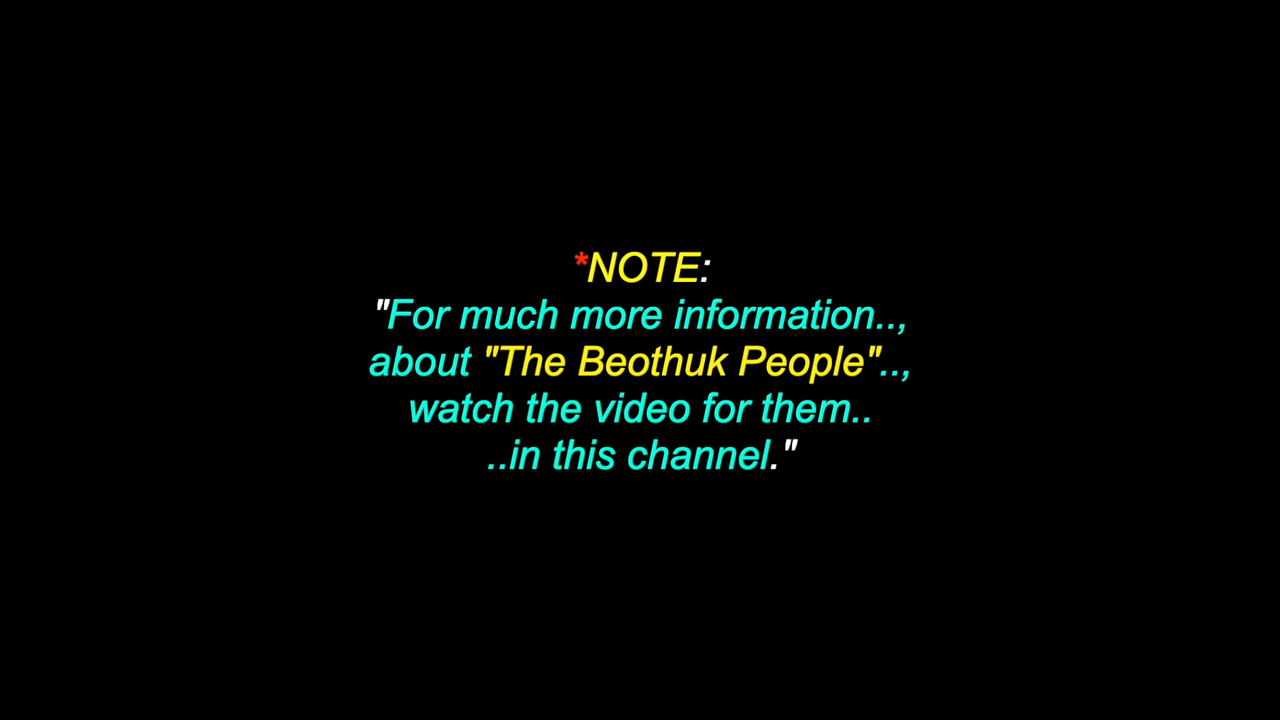 *NOTE:
"For much more information..,
about "The Beothuk People"..,
watch the video for them..
..in this channel."